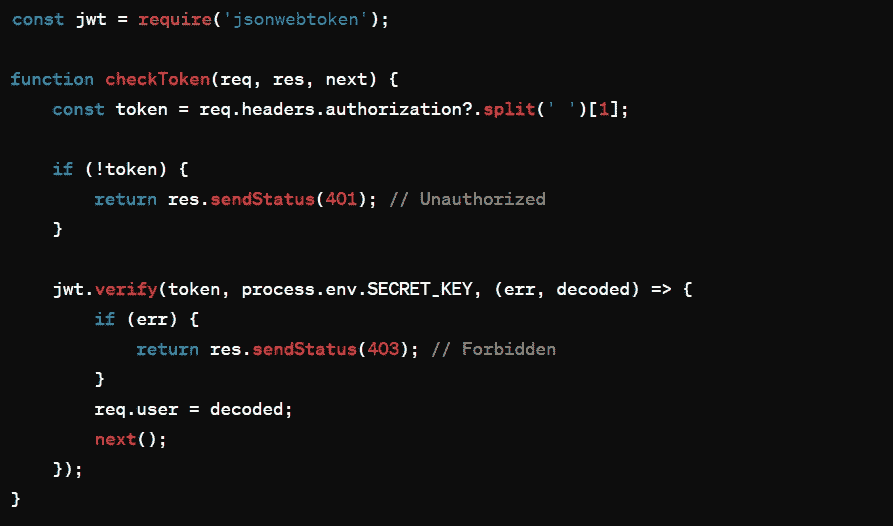 const jwt = require('jsonwebtoken');
function checkToken(req, res, next) {
    const token = req.headers.authorization?.split(' ')[1];
    if (!token) {
        return res.sendStatus(401); // Unauthorized
    }
    jwt.verify(token, process.env.SECRET_KEY, (err, decoded) => {
        if (err) {
            return res.sendStatus(403); // Forbidden
        }
        req.user = decoded;
        next();
    });
}